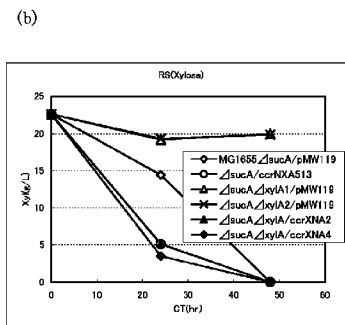 (b)
RS(Xylose)
25
20
15
10
5
0
Xy(g/L)
0 10 20 30 40 50 60
CT(hr)
MG1655⊿sucA/pMW119
⊿sucA/ccrNXA513
⊿sucA⊿xylA1/pMW119
⊿sucA⊿xylA2/pMW119
⊿sucA⊿xylA/ccrXNA2
⊿sucA⊿xylA/ccrXNA4